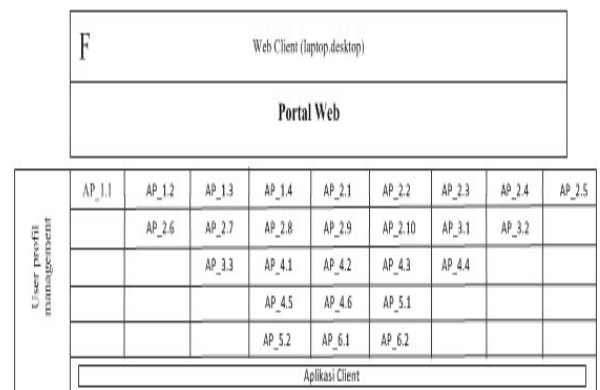 F
Web Client (laptop.desktop)
Portal Web
User profil
management
AP_1.1 AP_1.2 AP_1.3 AP_1.4 AP_2.1 AP_2.2 AP_2.3 AP_2.4 AP_2.5
AP_2.6 AP_2.7 AP_2.8 AP_2.9 AP_2.10 AP_3.1 AP_3.2
AP_3.3 AP_4.1 AP_4.2 AP_4.3 AP_4.4
AP_4.5 AP_4.6 AP_5.1
AP_5.2 AP_6.1 AP_6.2
Aplikasi Client